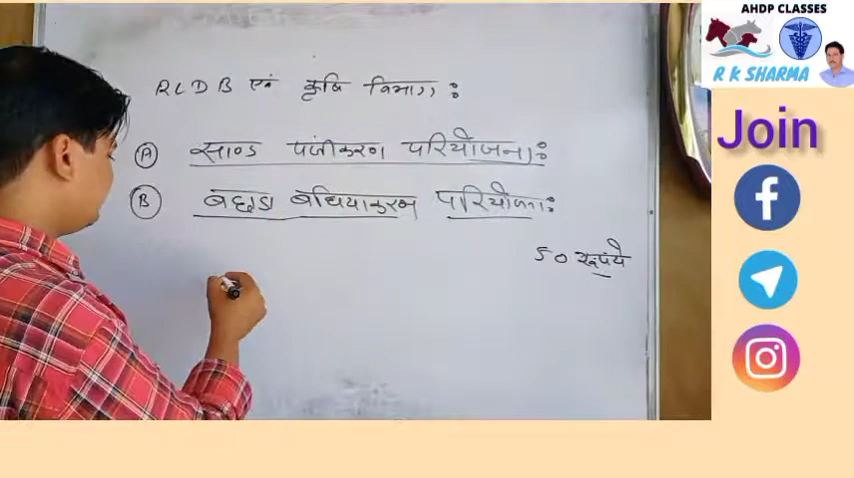 AHDP CLASSES
R K SHARMA
Join
RLDB एवं कृषि विभाग :
(A) साण्ड पंजीकरण परियोजना :
(B) बछडा बधियाकरण परियोजना :
50 रूपये